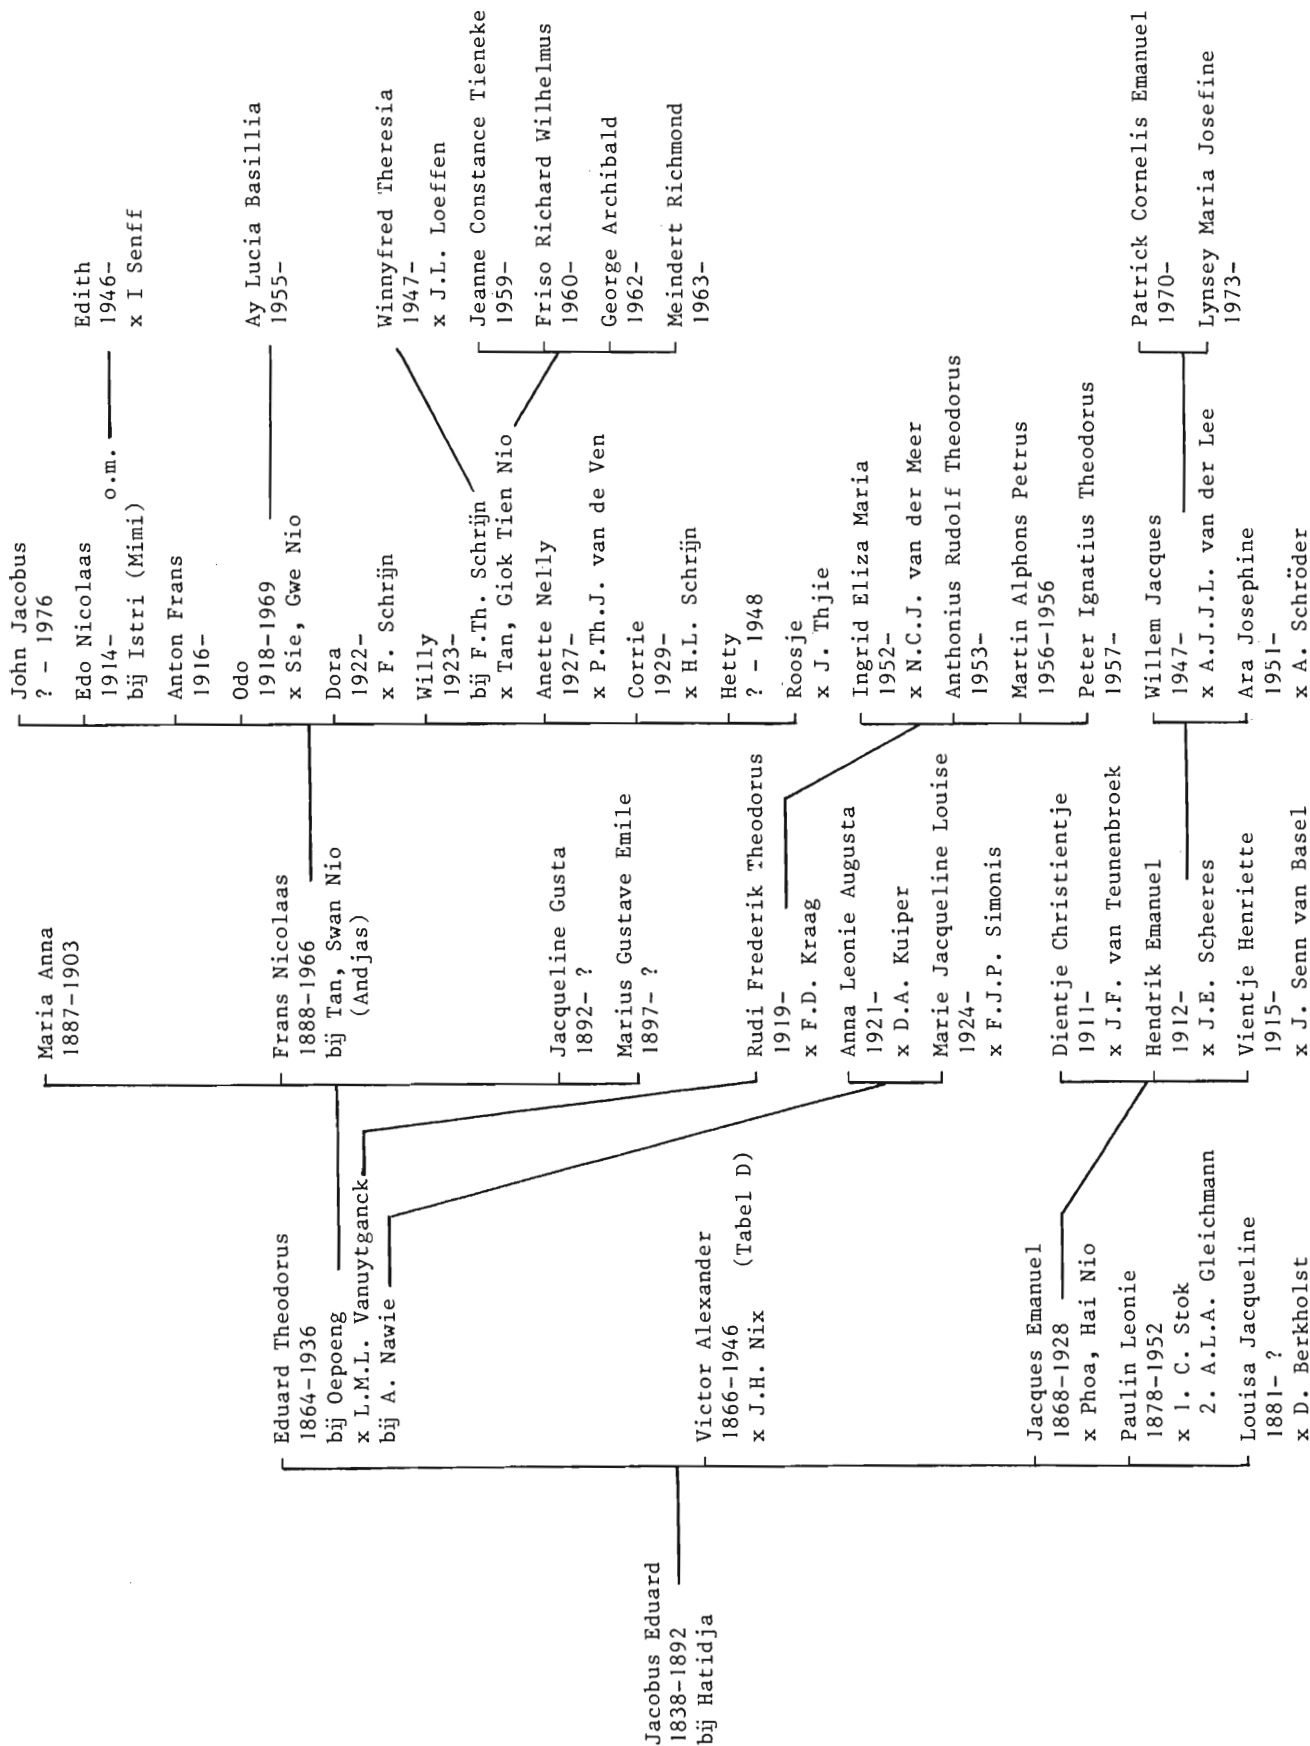 Jacobus Eduard
1838-1892
bij Hatidja
Eduard Theodorus
1864-1936
bij Oepoeng
x L.M.L. Vanuytganck
bij A. Nawie
Victor Alexander
1866-1946
x J.H. Nix (Tabel D)
Jacques Emanuel
1868-1928
x Phoa, Hai Nio
Paulin Leonie
1878-1952
x 1. C. Stok
2. A.L.A. Gleichmann
Louisa Jacqueline
1881- ?
x D. Berkholst
Maria Anna
1887-1903
Frans Nicolaas
1888-1966
bij Tan, Swan Nio
(Andjas)
Jacqueline Gusta
1892- ?
Marius Gustave Emile
1897- ?
Rudi Frederik Theodorus
1919-
x F.D. Kraag
Anna Leonie Augusta
1921-
x D.A. Kuiper
Marie Jacqueline Louise
1924-
x F.J.P. Simonis
Dientje Christientje
1911-
x J.F. van Teunenbroek
Hendrik Emanuel
1912-
x J.E. Scheeres
Vientje Henriette
1915-
x J. Senn van Basel
John Jacobus
? - 1976
Edo Nicolaas
1914- o.m.
bij Istri (Mimi)
Anton Frans
1916-
Odo
1918-1969
x Sie, Gwe Nio
Dora
1922-
x F. Schrijn
Willy
1923-
bij F.Th. Schrijn
x Tan, Giok Tien Nio
Anette Nelly
1927-
x P.Th.J. van de Ven
Corrie
1929-
x H.L. Schrijn
Hetty
? - 1948
Roosje
x J. Thjie
Ingrid Eliza Maria
1952-
x N.C.J. van der Meer
Anthonius Rudolf Theodorus
1953-
Martin Alphons Petrus
1956-1956
Peter Ignatius Theodorus
1957-
Willem Jacques
1947-
x A.J.J.L. van der Lee
Ara Josephine
1951-
x A. Schröder
Edith
1946-
x I Senff
Ay Lucia Basillia
1955-
Winnyfred Theresia
1947-
x J.L. Loeffen
Jeanne Constance Tieneke
1959-
Friso Richard Wilhelmus
1960-
George Archibald
1962-
Meindert Richmond
1963-
Patrick Cornelis Emanuel
1970-
Lynsey Maria Josefine
1973-